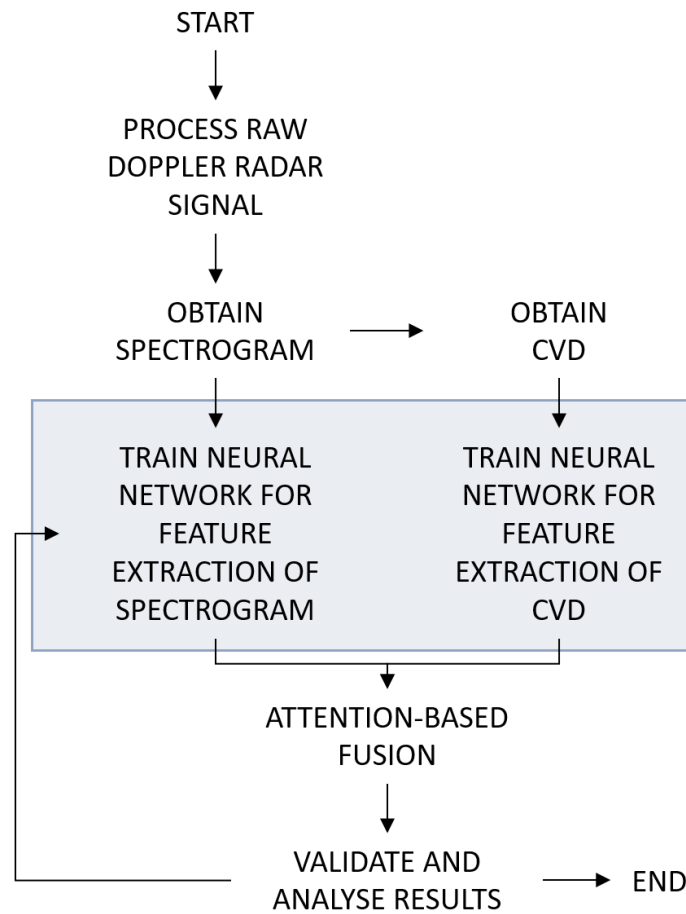 START
PROCESS RAW
DOPPLER RADAR
SIGNAL
OBTAIN
SPECTROGRAM
OBTAIN
CVD
TRAIN NEURAL
NETWORK FOR
FEATURE
EXTRACTION OF
SPECTROGRAM
TRAIN NEURAL
NETWORK FOR
FEATURE
EXTRACTION OF
CVD
ATTENTION-BASED
FUSION
VALIDATE AND
ANALYSE RESULTS
END